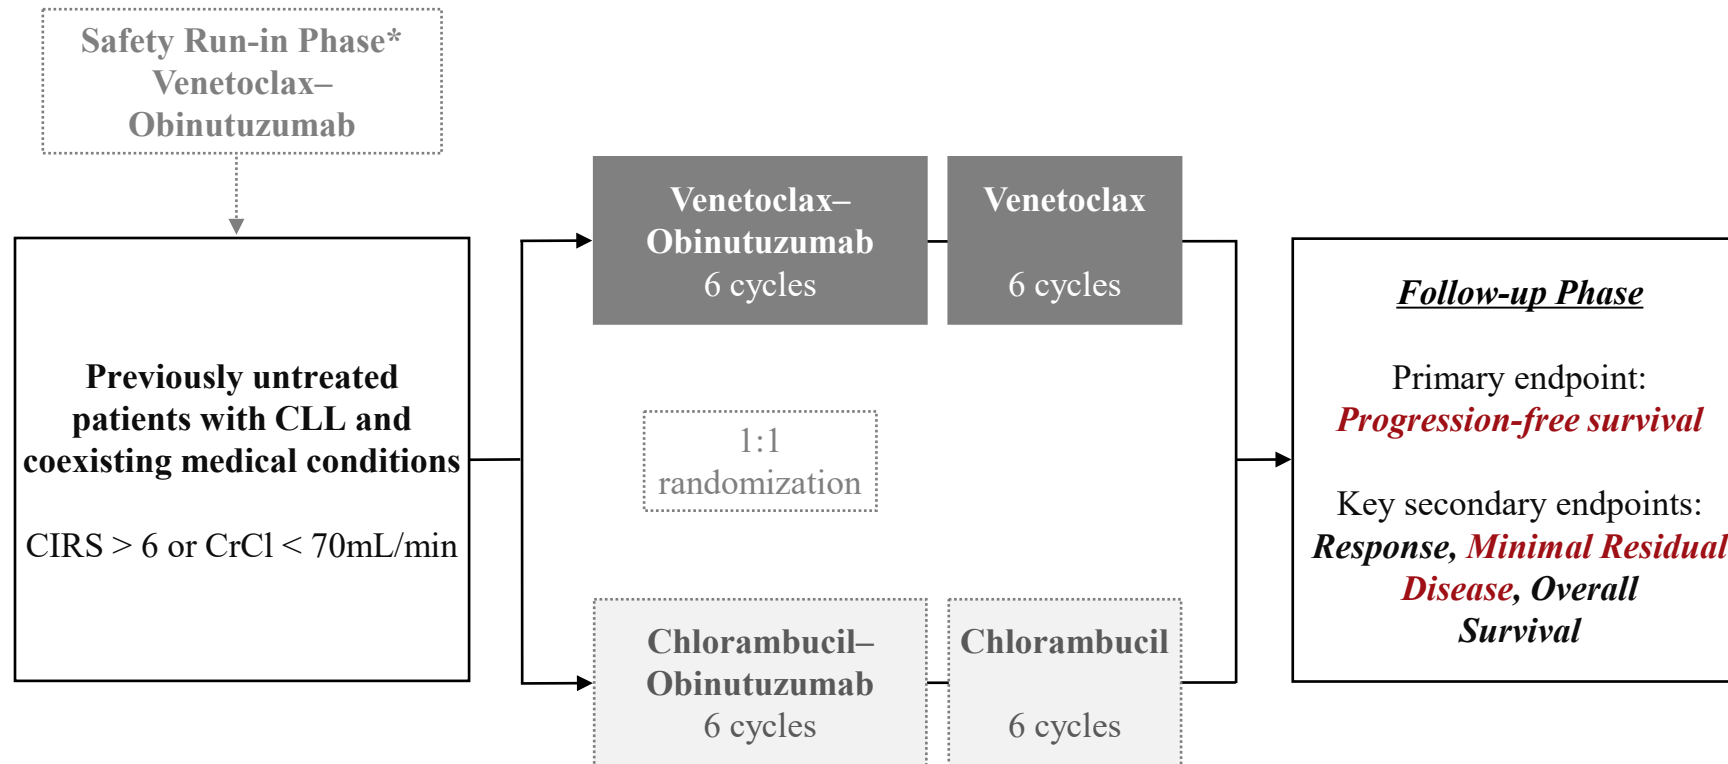 Safety Run-in Phase*
Venetoclax–
Obinutuzumab
Previously untreated
patients with CLL and
coexisting medical conditions
CIRS > 6 or CrCl < 70mL/min
Venetoclax–
Obinutuzumab
6 cycles
Venetoclax
6 cycles
1:1
randomization
Chlorambucil–
Obinutuzumab
6 cycles
Chlorambucil
6 cycles
Follow-up Phase
Primary endpoint:
Progression-free survival
Key secondary endpoints:
Response, Minimal Residual
Disease, Overall
Survival